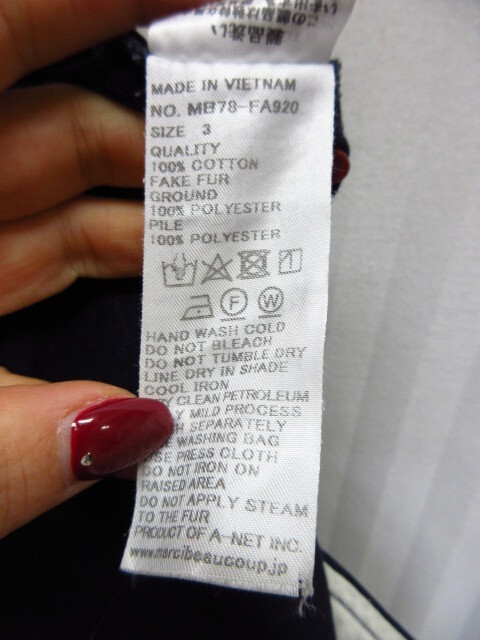 MADE IN VIETNAM
NO. MB78-FA920
SIZE 3
QUALITY
100% COTTON
FAKE FUR
GROUND
100% POLYESTER
PILE
100% POLYESTER
F W
HAND WASH COLD
DO NOT BLEACH
DO NOT TUMBLE DRY
LINE DRY IN SHADE
COOL IRON
CLEAN PETROLEUM
MILD PROCESS
SEPARATELY
WASHING BAG
USE PRESS CLOTH
DO NOT IRON ON
RAISED AREA
DO NOT APPLY STEAM
TO THE FUR
PRODUCT OF A-NET INC.
www.mercibeaucoup.jp